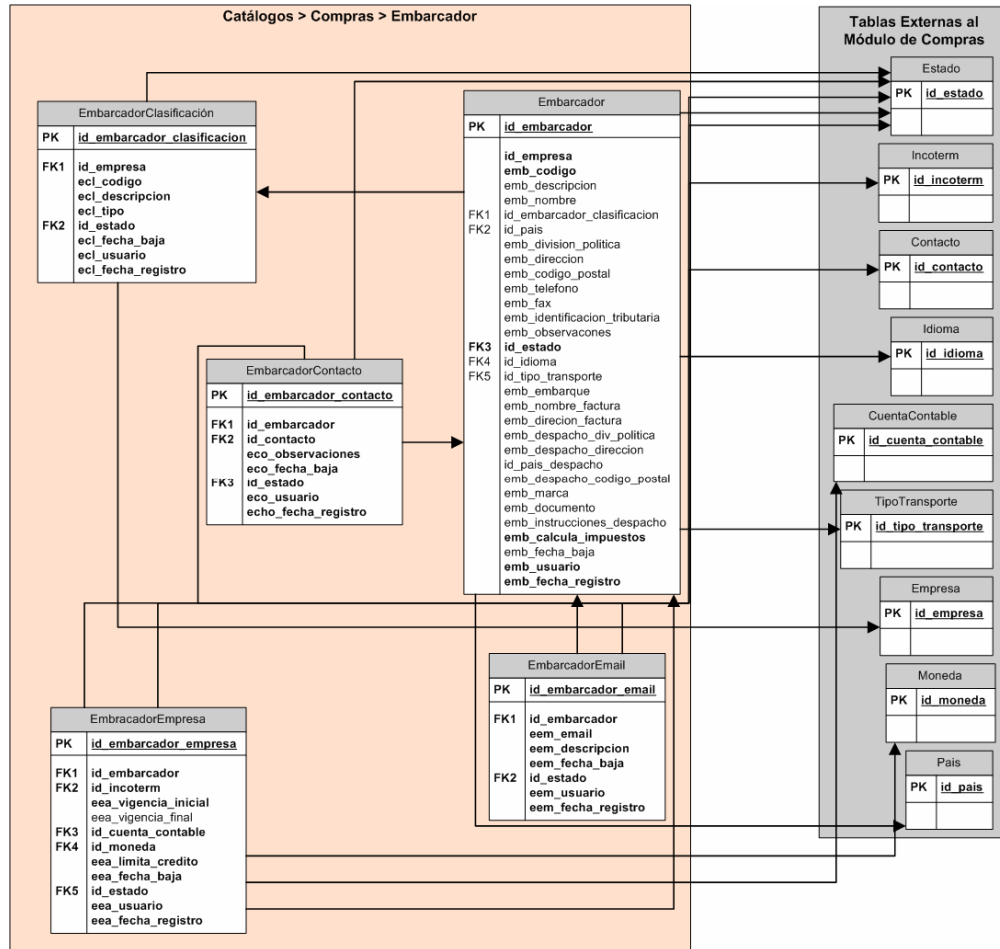 Catálogos > Compras > Embarcador
EmbarcadorClasificación
PK id_embarcador_clasificacion
FK1 id_empresa
ecl_codigo
ecl_descripcion
ecl_tipo
FK2 id_estado
ecl_fecha_baja
ecl_usuario
ecl_fecha_registro
Embarcador
PK id_embarcador
id_empresa
emb_codigo
emb_descripcion
emb_nombre
FK1 id_embarcador_clasificacion
FK2 id_pais
emb_division_politica
emb_direccion
emb_codigo_postal
emb_telefono
emb_fax
emb_identificacion_tributaria
emb_observacones
FK3 id_estado
FK4 id_idioma
FK5 id_tipo_transporte
emb_embarque
emb_nombre_factura
emb_direcion_factura
emb_despacho_div_politica
emb_despacho_direccion
id_pais_despacho
emb_despacho_codigo_postal
emb_marca
emb_documento
emb_instrucciones_despacho
emb_calcula_impuestos
emb_fecha_baja
emb_usuario
emb_fecha_registro
EmbarcadorContacto
PK id_embarcador_contacto
FK1 id_embarcador
FK2 id_contacto
eco_observaciones
eco_fecha_baja
FK3 id_estado
eco_usuario
echo_fecha_registro
EmbarcadorEmail
PK id_embarcador_email
FK1 id_embarcador
eem_email
eem_descripcion
eem_fecha_baja
FK2 id_estado
eem_usuario
eem_fecha_registro
EmbracadorEmpresa
PK id_embarcador_empresa
FK1 id_embarcador
FK2 id_incoterm
eea_vigencia_inicial
eea_vigencia_final
FK3 id_cuenta_contable
FK4 id_moneda
eea_limita_credito
eea_fecha_baja
FK5 id_estado
eea_usuario
eea_fecha_registro
Tablas Externas al
Módulo de Compras
Estado
PK id_estado
Incoterm
PK id_incoterm
Contacto
PK id_contacto
Idioma
PK id_idioma
CuentaContable
PK id_cuenta_contable
TipoTransporte
PK id_tipo_transporte
Empresa
PK id_empresa
Moneda
PK id_moneda
Pais
PK id_pais